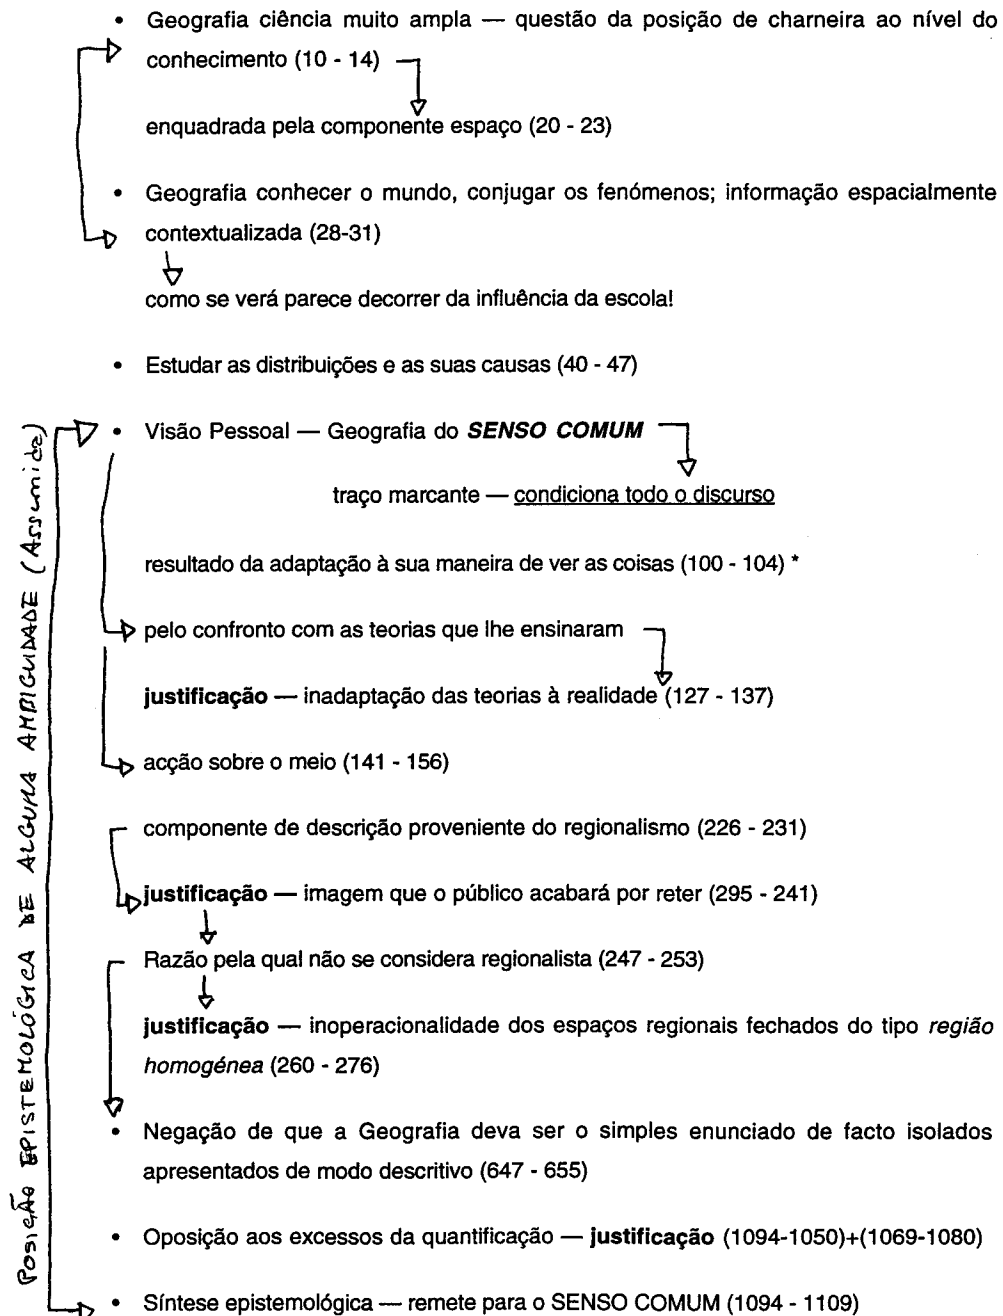 • Geografia ciência muito ampla — questão da posição de charneira ao nível do
conhecimento (10 - 14)
enquadrada pela componente espaço (20 - 23)
• Geografia conhecer o mundo, conjugar os fenómenos; informação espacialmente
contextualizada (28-31)
como se verá parece decorrer da influência da escola!
• Estudar as distribuições e as suas causas (40 - 47)
• Visão Pessoal — Geografia do SENSO COMUM
traço marcante — condiciona todo o discurso
resultado da adaptação à sua maneira de ver as coisas (100 - 104) *
pelo confronto com as teorias que lhe ensinaram
justificação — inadaptação das teorias à realidade (127 - 137)
acção sobre o meio (141 - 156)
componente de descrição proveniente do regionalismo (226 - 231)
justificação — imagem que o público acabará por reter (295 - 241)
Razão pela qual não se considera regionalista (247 - 253)
justificação — inoperacionalidade dos espaços regionais fechados do tipo região
homogénea (260 - 276)
• Negação de que a Geografia deva ser o simples enunciado de facto isolados
apresentados de modo descritivo (647 - 655)
• Oposição aos excessos da quantificação — justificação (1094-1050)+(1069-1080)
• Síntese epistemológica — remete para o SENSO COMUM (1094 - 1109)
POSIÇÃO EPISTEMOLÓGICA DE ALGUMA AMBIGUIDADE (Assumida)